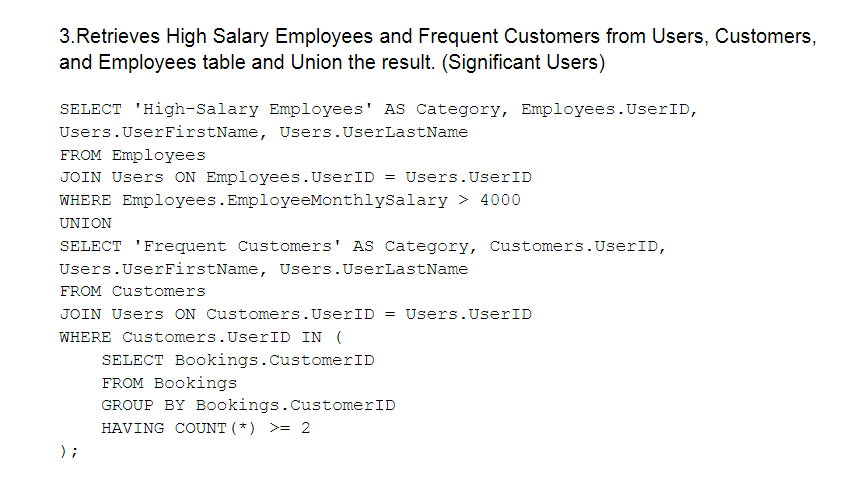 3.Retrieves High Salary Employees and Frequent Customers from Users, Customers,
and Employees table and Union the result. (Significant Users)
SELECT 'High-Salary Employees' AS Category, Employees.UserID,
Users.UserFirstName, Users.UserLastName
FROM Employees
JOIN Users ON Employees.UserID = Users.UserID
WHERE Employees.EmployeeMonthlySalary > 4000
UNION
SELECT 'Frequent Customers' AS Category, Customers.UserID,
Users.UserFirstName, Users.UserLastName
FROM Customers
JOIN Users ON Customers.UserID = Users.UserID
WHERE Customers.UserID IN (
    SELECT Bookings.CustomerID
    FROM Bookings
    GROUP BY Bookings.CustomerID
    HAVING COUNT(*) >= 2
);